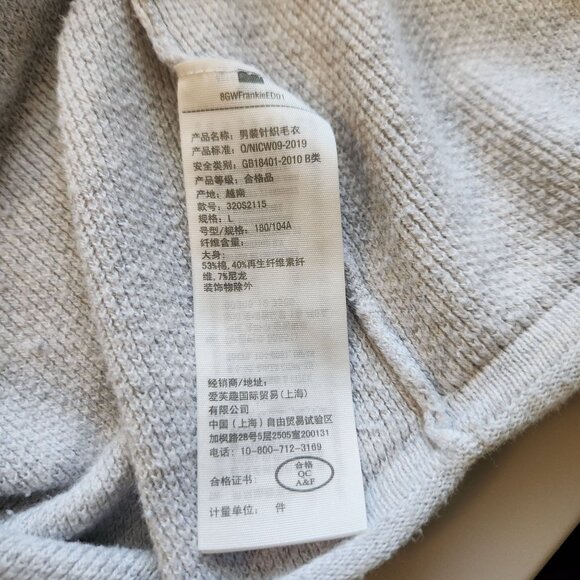 8GWFrankieED01
产品名称：男装针织毛衣
产品标准：Q/NICW09-2019
安全类别：GB18401-2010 B类
产品等级：合格品
产地：越南
款号：320S2115
规格：L
号型/规格：180/104A
纤维含量：
大身：
53%棉, 40%再生纤维素纤
维, 7%尼龙
装饰物除外
经销商/地址：
爱芙趣国际贸易(上海)
有限公司
中国（上海）自由贸易试验区
加枫路28号5层2505室200131
电话：10-800-712-3169
合格证书：
合格
QC
A&F
计量单位： 件